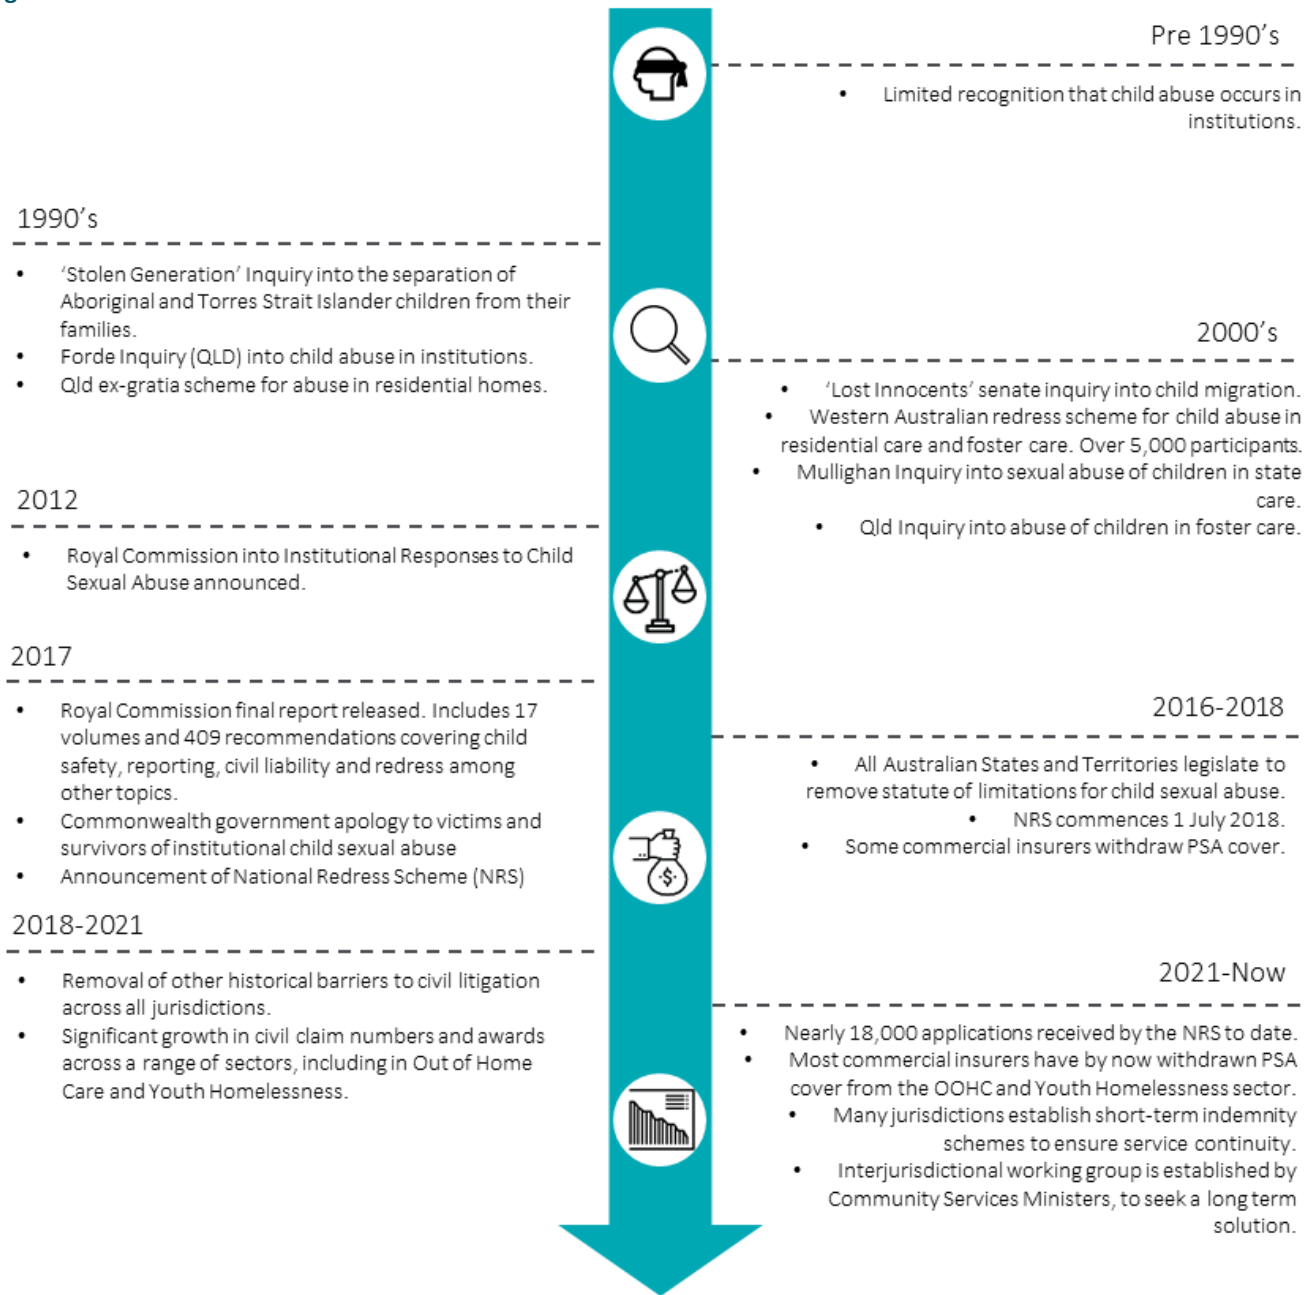 Pre 1990's
• Limited recognition that child abuse occurs in
institutions.
1990's
• 'Stolen Generation' Inquiry into the separation of
Aboriginal and Torres Strait Islander children from their
families.
• Forde Inquiry (QLD) into child abuse in institutions.
• Qld ex-gratia scheme for abuse in residential homes.
2000's
• 'Lost Innocents' senate inquiry into child migration.
• Western Australian redress scheme for child abuse in
residential care and foster care. Over 5,000 participants.
• Mullighan Inquiry into sexual abuse of children in state
care.
• Qld Inquiry into abuse of children in foster care.
2012
• Royal Commission into Institutional Responses to Child
Sexual Abuse announced.
2017
• Royal Commission final report released. Includes 17
volumes and 409 recommendations covering child
safety, reporting, civil liability and redress among
other topics.
• Commonwealth government apology to victims and
survivors of institutional child sexual abuse
• Announcement of National Redress Scheme (NRS)
2016-2018
• All Australian States and Territories legislate to
remove statute of limitations for child sexual abuse.
• NRS commences 1 July 2018.
• Some commercial insurers withdraw PSA cover.
2018-2021
• Removal of other historical barriers to civil litigation
across all jurisdictions.
• Significant growth in civil claim numbers and awards
across a range of sectors, including in Out of Home
Care and Youth Homelessness.
2021-Now
• Nearly 18,000 applications received by the NRS to date.
• Most commercial insurers have by now withdrawn PSA
cover from the OOHC and Youth Homelessness sector.
• Many jurisdictions establish short-term indemnity
schemes to ensure service continuity.
• Interjurisdictional working group is established by
Community Services Ministers, to seek a long term
solution.